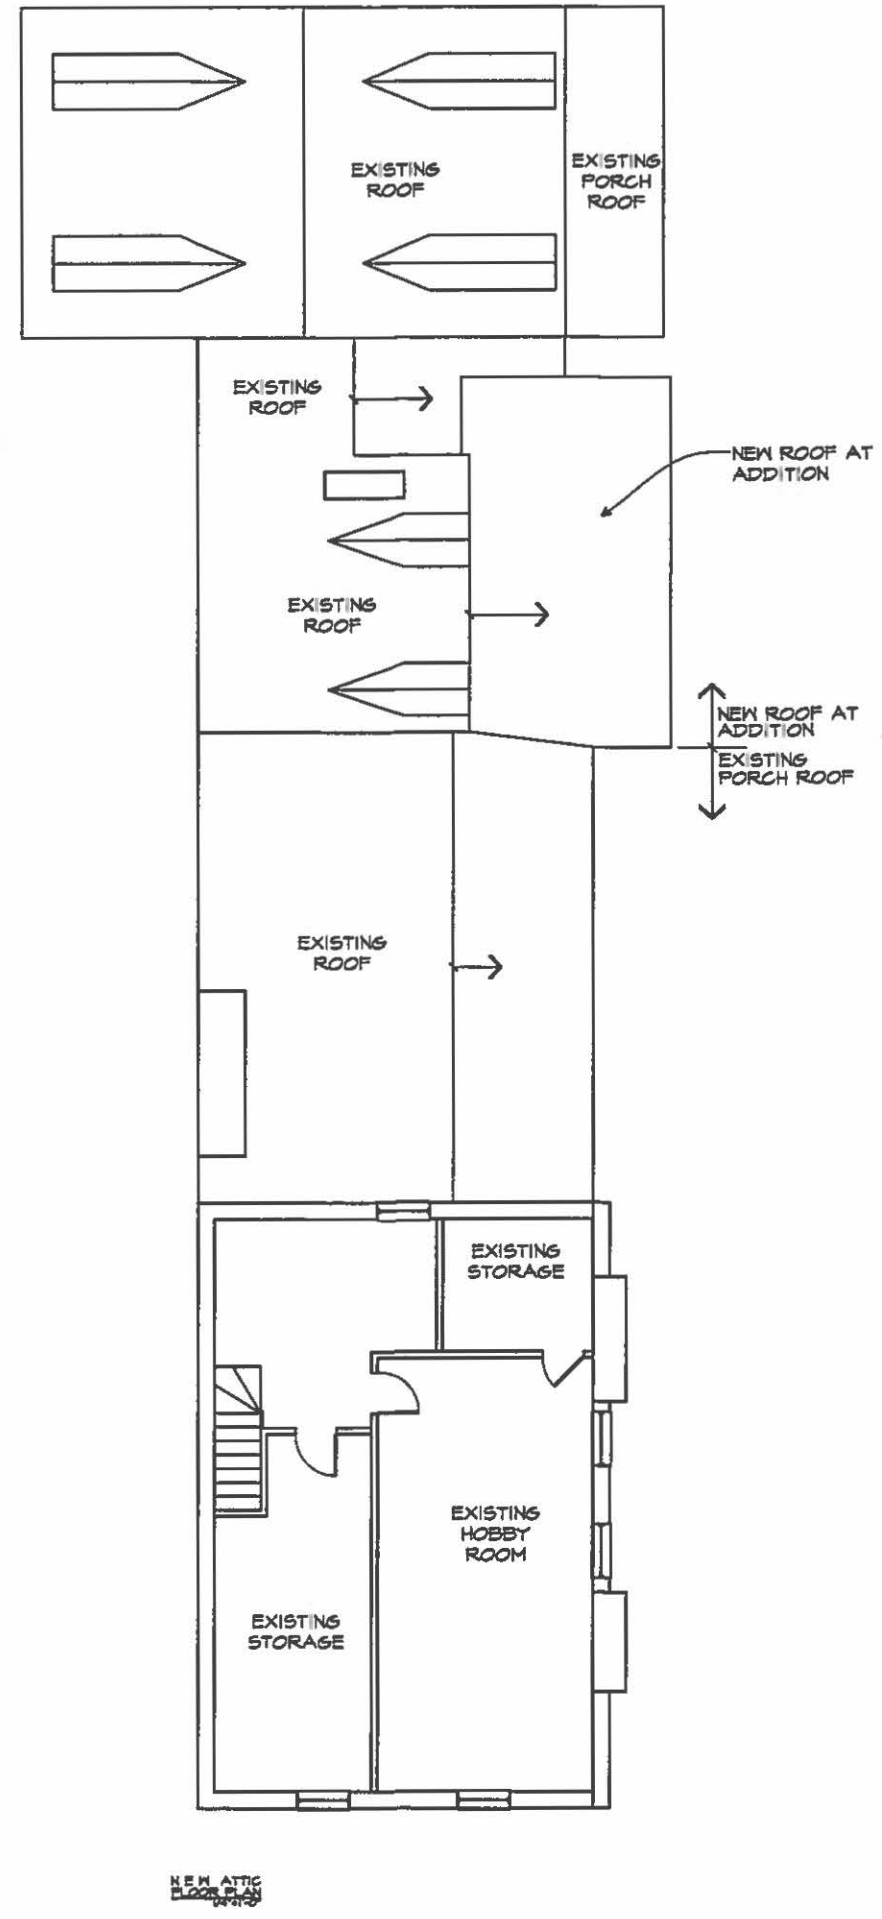 EXISTING
ROOF
EXISTING
PORCH
ROOF
EXISTING
ROOF
NEW ROOF AT
ADDITION
EXISTING
ROOF
NEW ROOF AT
ADDITION
EXISTING
PORCH ROOF
EXISTING
ROOF
EXISTING
STORAGE
EXISTING
HOBBY
ROOM
EXISTING
STORAGE
NEW ATTIC
FLOOR PLAN